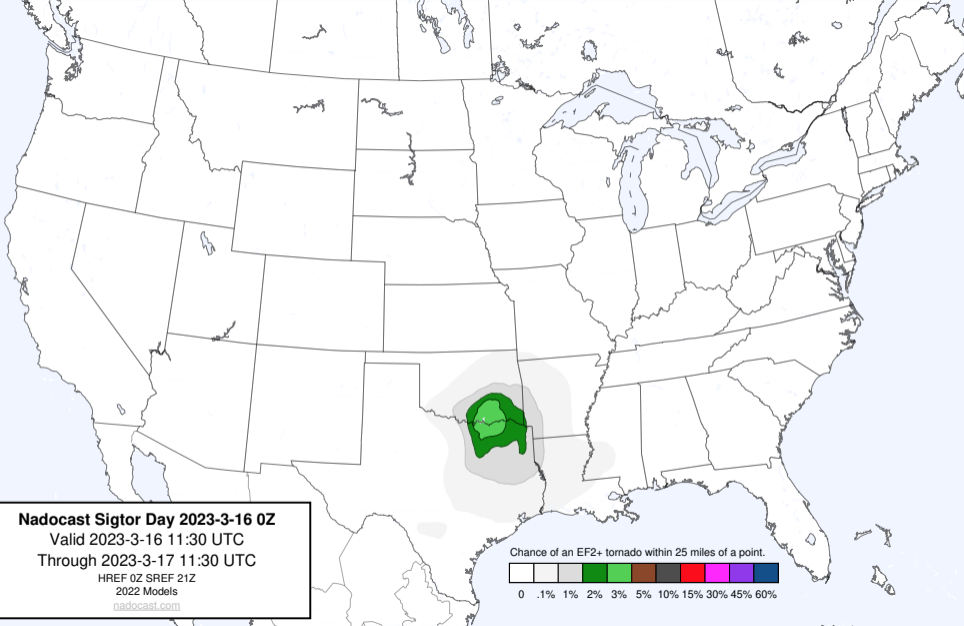 Nadocast Sigtor Day 2023-3-16 0Z
Valid 2023-3-16 11:30 UTC
Through 2023-3-17 11:30 UTC
HREF 0Z SREF 21Z
2022 Models
nadocast.com
Chance of an EF2+ tornado within 25 miles of a point.
0 .1% 1% 2% 3% 5% 10% 15% 30% 45% 60%